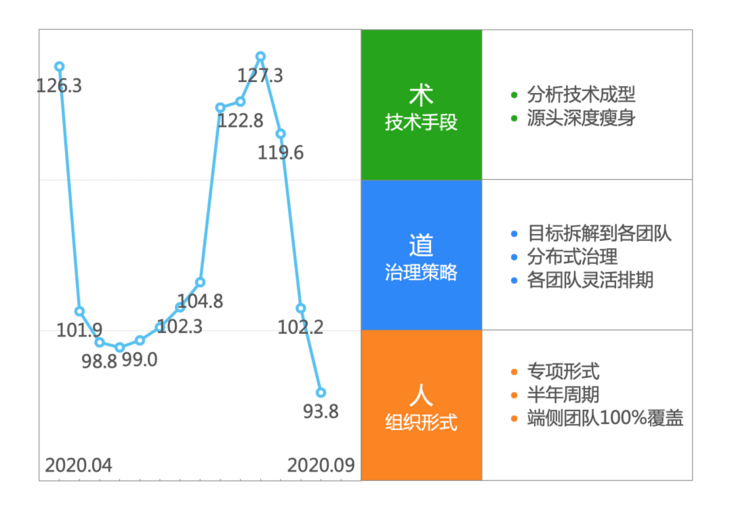 126.3
101.9
98.8
99.0
102.3
104.8
122.8
127.3
119.6
102.2
93.8
2020.04
2020.09
术
技术手段
• 分析技术成型
• 源头深度瘦身
道
治理策略
• 目标拆解到各团队
• 分布式治理
• 各团队灵活排期
人
组织形式
• 专项形式
• 半年周期
• 端侧团队100%覆盖